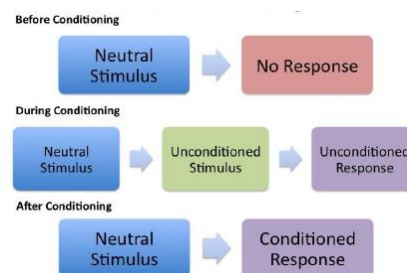 Before Conditioning
Neutral
Stimulus
No Response
During Conditioning
Neutral
Stimulus
Unconditioned
Stimulus
Unconditioned
Response
After Conditioning
Neutral
Stimulus
Conditioned
Response